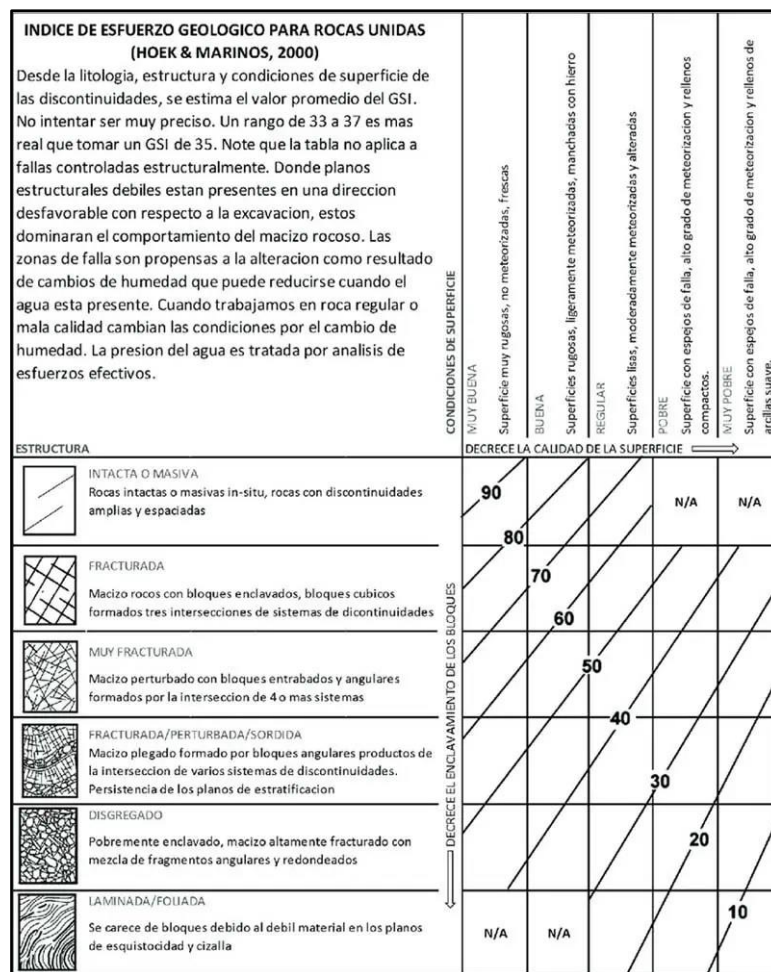 INDICE DE ESFUERZO GEOLOGICO PARA ROCAS UNIDAS
(HOEK & MARINOS, 2000)
Desde la litologia, estructura y condiciones de superficie de
las discontinuidades, se estima el valor promedio del GSI.
No intentar ser muy preciso. Un rango de 33 a 37 es mas
real que tomar un GSI de 35. Note que la tabla no aplica a
fallas controladas estructuralmente. Donde planos
estructurales debiles estan presentes en una direccion
desfavorable con respecto a la excavacion, estos
dominaran el comportamiento del macizo rocoso. Las
zonas de falla son propensas a la alteracion como resultado
de cambios de humedad que puede reducirse cuando el
agua esta presente. Cuando trabajamos en roca regular o
mala calidad cambian las condiciones por el cambio de
humedad. La presion del agua es tratada por analisis de
esfuerzos efectivos.
CONDICIONES DE SUPERFICIE
MUY BUENA
Superficie muy rugosas, no meteorizadas, frescas
BUENA
Superficies rugosas, ligeramente meteorizadas, manchadas con hierro
REGULAR
Superficies lisas, moderadamente meteorizadas y alteradas
POBRE
Superficie con espejos de falla, alto grado de meteorizacion y rellenos
compactos.
MUY POBRE
Superficie con espejos de falla, alto grado de meteorizacion y rellenos de
arcillas suave.
ESTRUCTURA
DECRECE LA CALIDAD DE LA SUPERFICIE
INTACTA O MASIVA
Rocas intactas o masivas in-situ, rocas con discontinuidades
amplias y espaciadas
FRACTURADA
Macizo rocos con bloques enclavados, bloques cubicos
formados tres intersecciones de sistemas de dicontinuidades
MUY FRACTURADA
Macizo perturbado con bloques entrabados y angulares
formados por la interseccion de 4 o mas sistemas
FRACTURADA/PERTURBADA/SORDIDA
Macizo plegado formado por bloques angulares productos de
la interseccion de varios sistemas de discontinuidades.
Persistencia de los planos de estratificacion
DISGREGADO
Pobremente enclavado, macizo altamente fracturado con
mezcla de fragmentos angulares y redondeados
LAMINADA/FOLIADA
Se carece de bloques debido al debil material en los planos
de esquistocidad y cizalla
DECRECE EL ENCLAVAMIENTO DE LOS BLOQUES
90
N/A
N/A
80
70
60
50
40
30
20
10
N/A
N/A